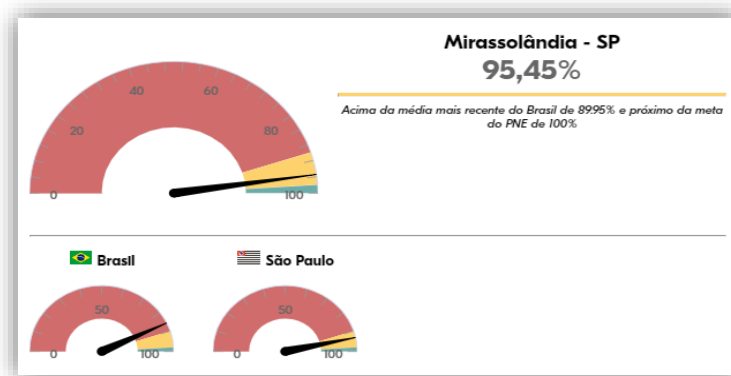 Mirassolândia - SP
95,45%
Acima da média mais recente do Brasil de 89.95% e próximo da meta
do PNE de 100%
0
20
40
60
80
100
Brasil
São Paulo
0
50
100
0
50
100